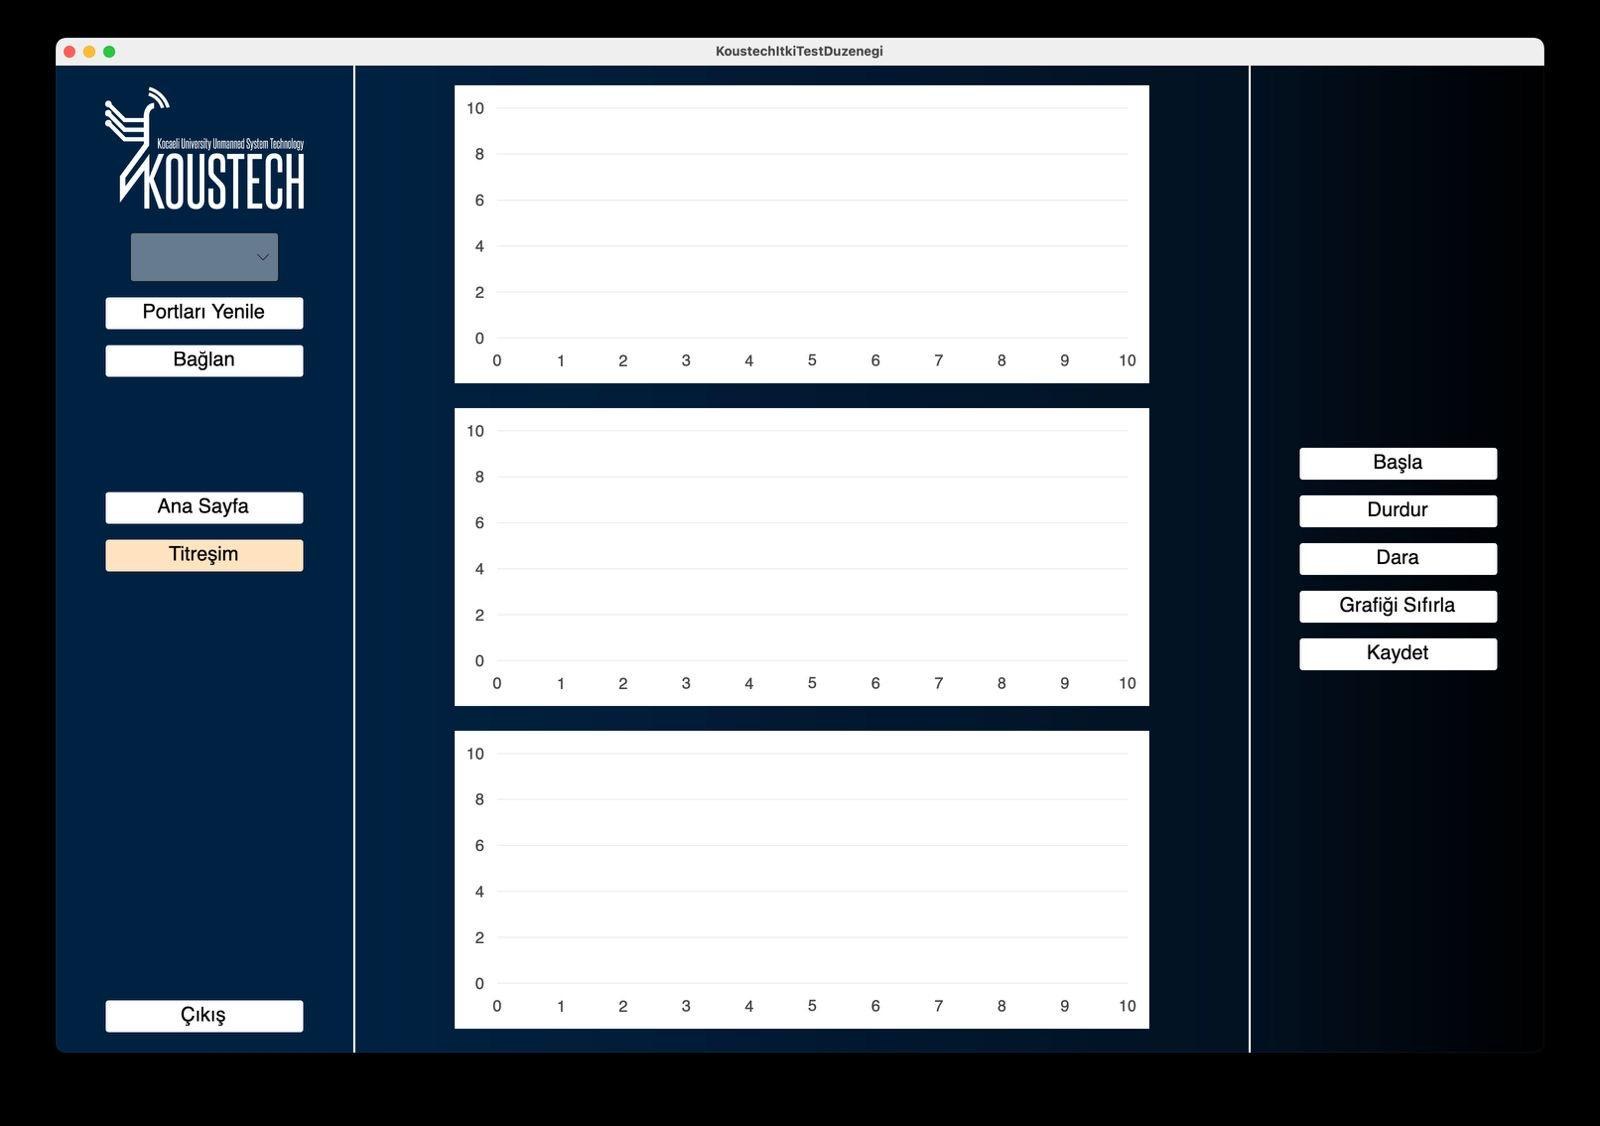 KoustechItkiTestDuzenegi
Kocaeli University Unmanned System Technology
KOUSTECH
Portları Yenile
Bağlan
Ana Sayfa
Titreşim
Çıkış
10
8
6
4
2
0
0 1 2 3 4 5 6 7 8 9 10
10
8
6
4
2
0
0 1 2 3 4 5 6 7 8 9 10
10
8
6
4
2
0
0 1 2 3 4 5 6 7 8 9 10
Başla
Durdur
Dara
Grafiği Sıfırla
Kaydet